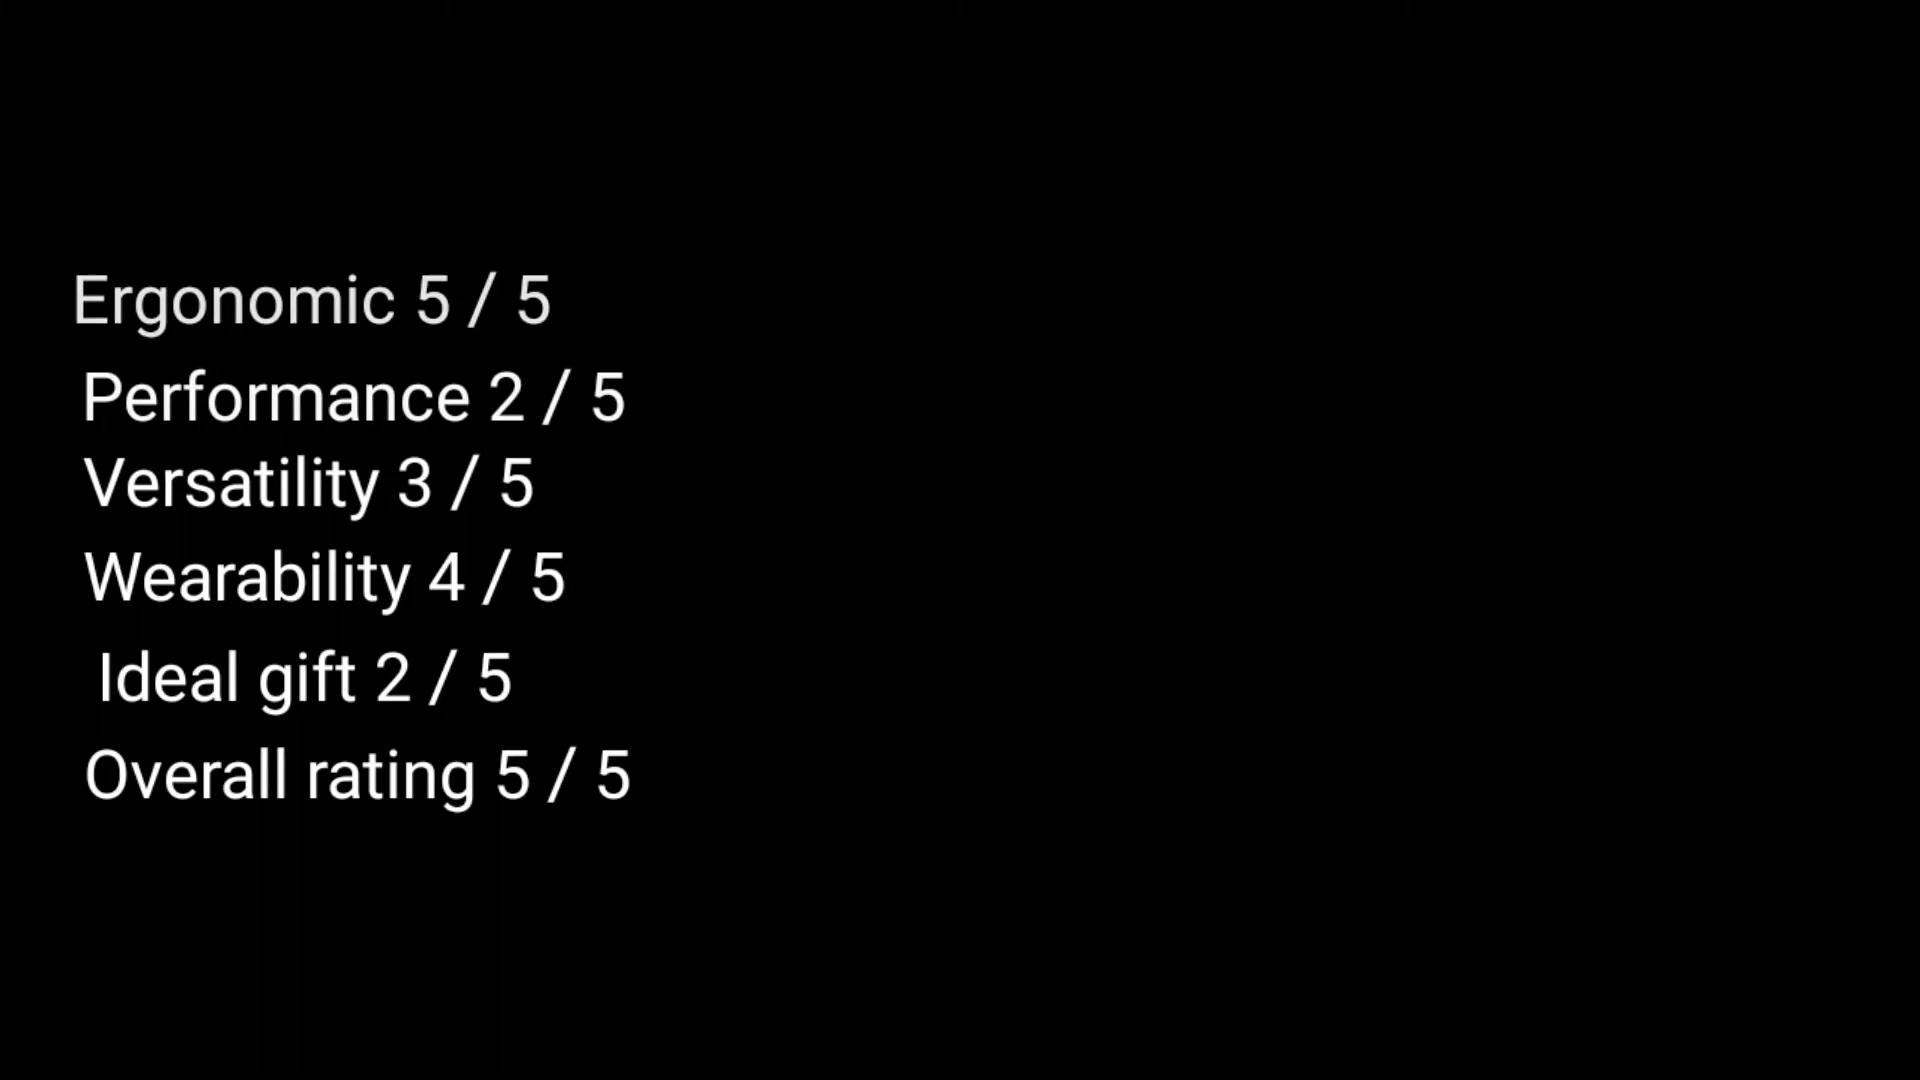 Ergonomic 5 / 5
Performance 2 / 5
Versatility 3 / 5
Wearability 4 / 5
Ideal gift 2 / 5
Overall rating 5 / 5